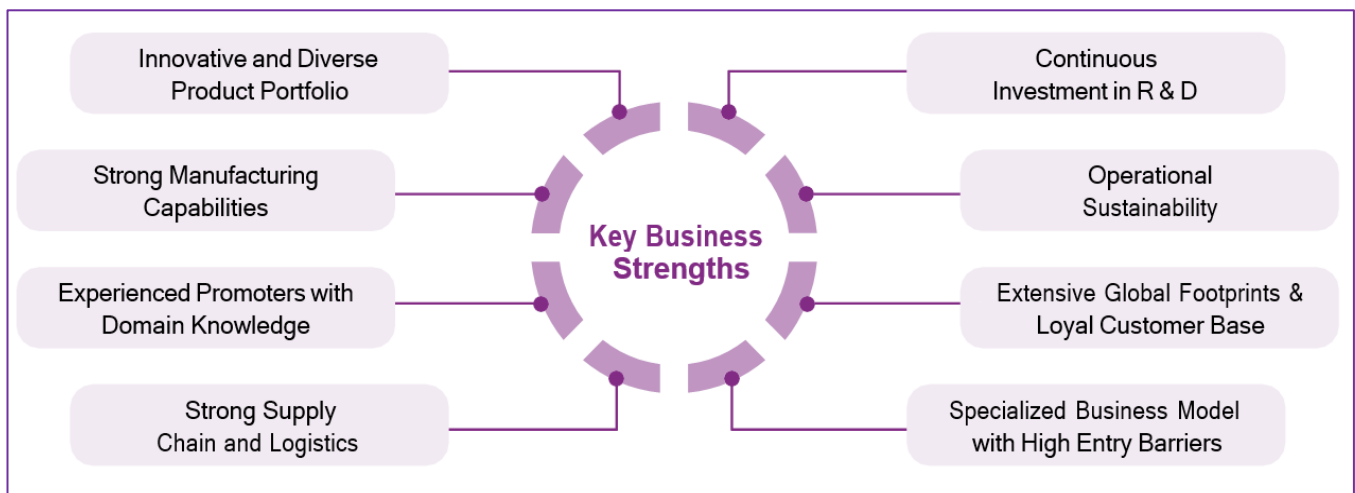 Innovative and Diverse
Product Portfolio
Strong Manufacturing
Capabilities
Experienced Promoters with
Domain Knowledge
Strong Supply
Chain and Logistics
Key Business
Strengths
Continuous
Investment in R & D
Operational
Sustainability
Extensive Global Footprints &
Loyal Customer Base
Specialized Business Model
with High Entry Barriers